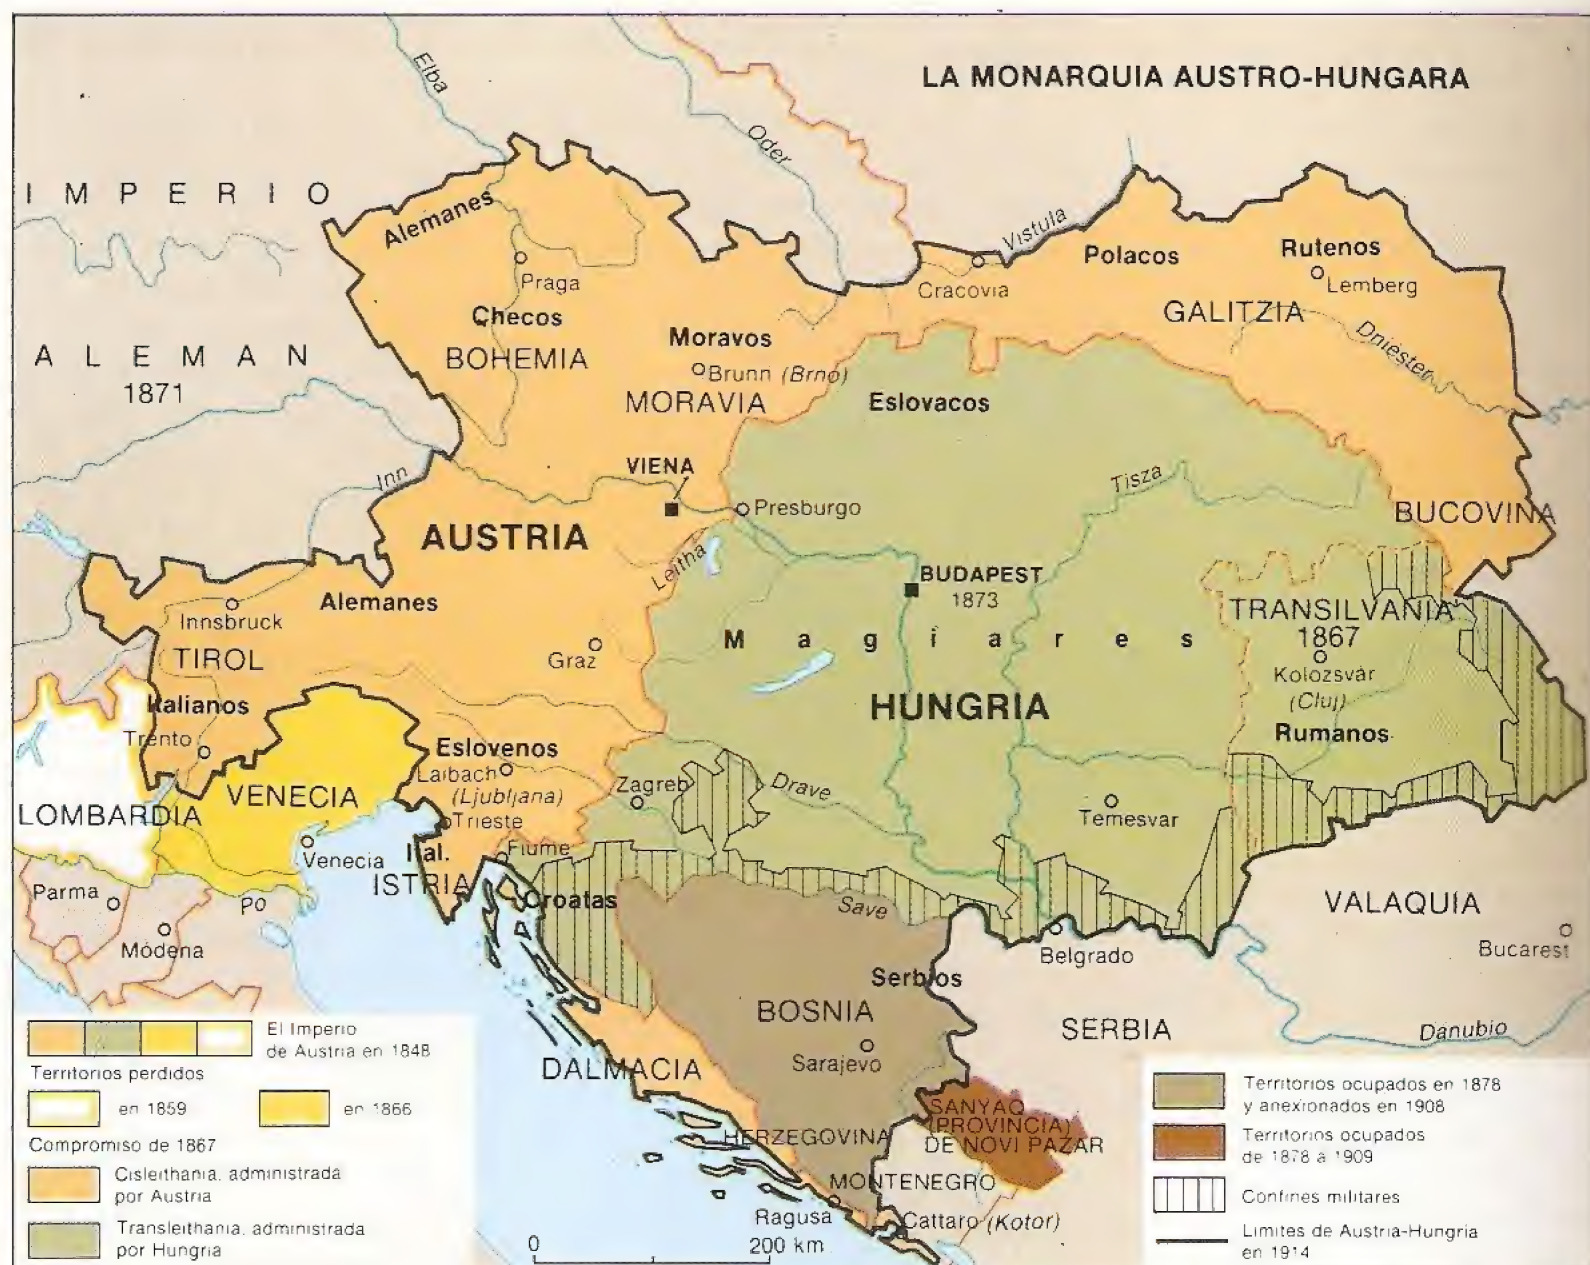 LA MONARQUIA AUSTRO-HUNGARA
Elba
Oder
IMPERIO
Alemanes
Vistula
Polacos
Rutenos
Praga
Cracovia
Lemberg
Checos
GALITZIA
Moravos
ALEMAN
BOHEMIA
Dniester
1871
Brunn (Brno)
MORAVIA
Eslovacos
VIENA
Inn
Tisza
Presburgo
BUCOVINA
AUSTRIA
Leitha
BUDAPEST
1873
Alemanes
TRANSILVANIA
1867
Innsbruck
Magiares
TIROL
Graz
Kolozsvár
(Cluj)
Italianos
HUNGRIA
Rumanos
Trento
Eslovenos
Laibach
(Ljubljana)
Zagreb
Drave
VENECIA
LOMBARDIA
Trieste
Temesvar
Fiume
Venecia
Ital.
ISTRIA
Parma
Po
Croatas
Save
VALAQUIA
Módena
Belgrado
Bucarest
Serbios
BOSNIA
SERBIA
Danubio
Sarajevo
DALMACIA
SANYAQ
(PROVINCIA)
DE NOVI PAZAR
HERZEGOVINA
MONTENEGRO
Ragusa
Cattaro (Kotor)
0
200 km
El Imperio
de Austria en 1848
Territorios perdidos
en 1859
en 1866
Compromiso de 1867
Cisleithania, administrada
por Austria
Transleithania, administrada
por Hungria
Territorios ocupados en 1878
y anexionados en 1908
Territorios ocupados
de 1878 a 1909
Confines militares
Limites de Austria-Hungria
en 1914